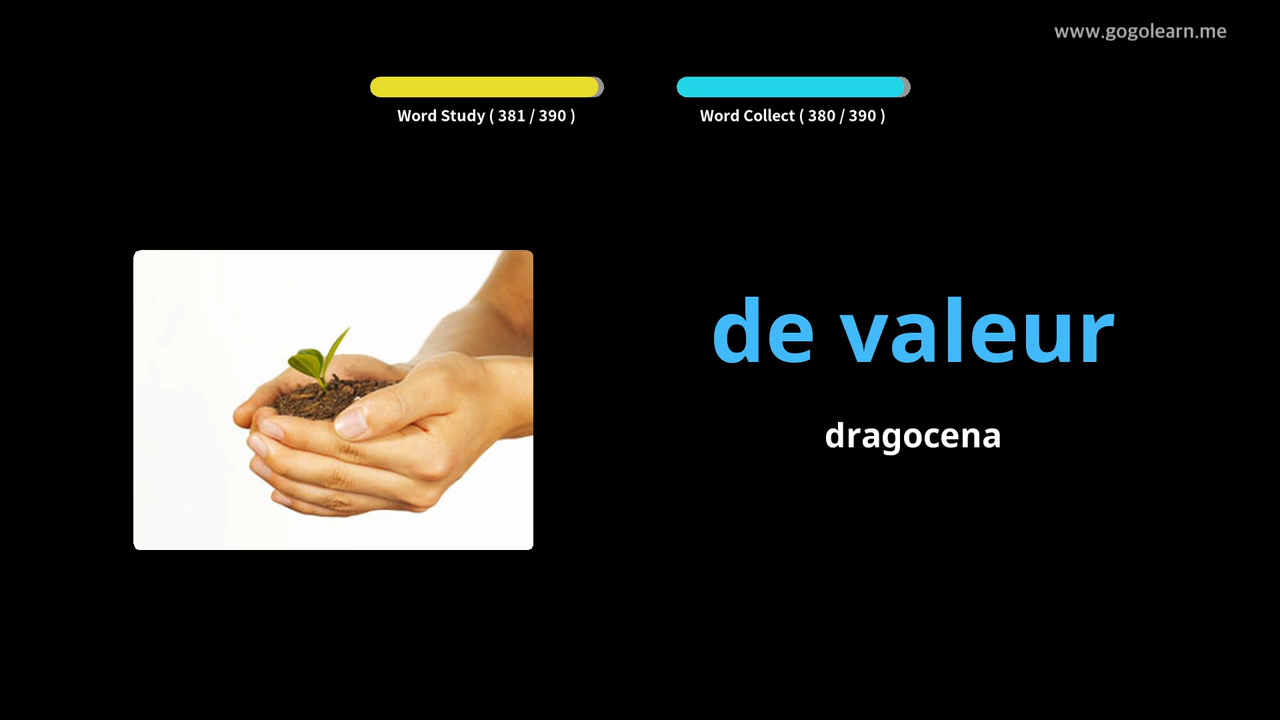 www.gogolearn.me
Word Study ( 381 / 390 )
Word Collect ( 380 / 390 )
de valeur
dragocena